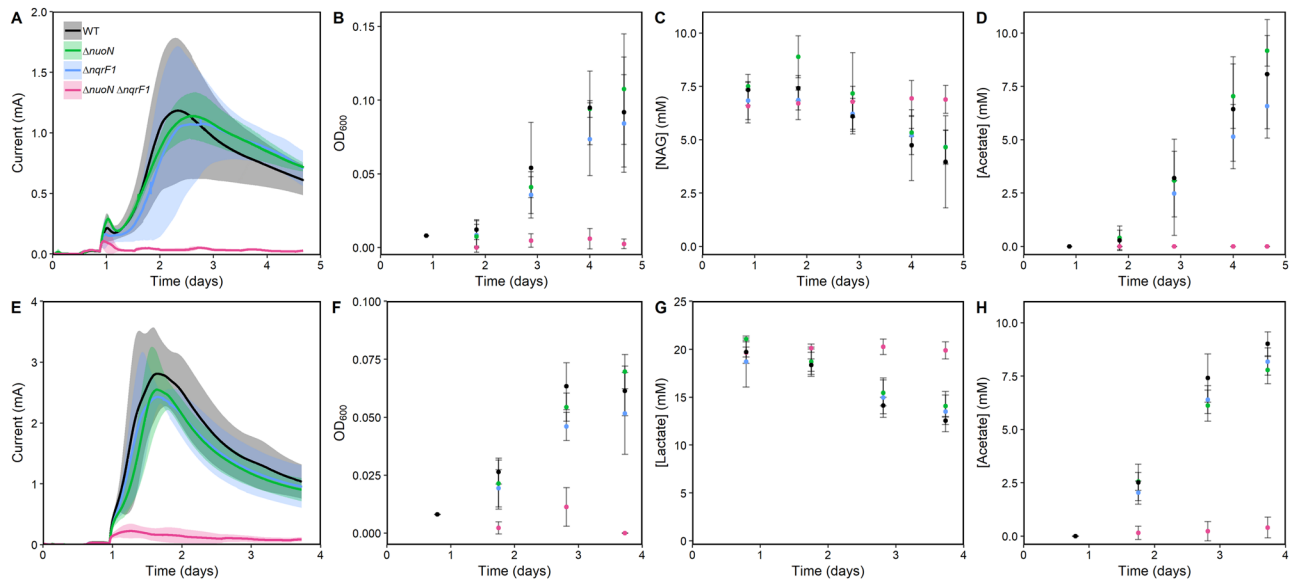 A
Current (mA)
2.0
1.5
1.0
0.5
0.0
WT
ΔnuoN
ΔnqrF1
ΔnuoN ΔnqrF1
0 1 2 3 4 5
Time (days)
B
OD600
0.15
0.10
0.05
0.00
0 1 2 3 4 5
Time (days)
C
[NAG] (mM)
10.0
7.5
5.0
2.5
0.0
0 1 2 3 4 5
Time (days)
D
[Acetate] (mM)
10.0
7.5
5.0
2.5
0.0
0 1 2 3 4 5
Time (days)
E
Current (mA)
4
3
2
1
0
0 1 2 3 4
Time (days)
F
OD600
0.100
0.075
0.050
0.025
0.000
0 1 2 3 4
Time (days)
G
[Lactate] (mM)
25
20
15
10
5
0
0 1 2 3 4
Time (days)
H
[Acetate] (mM)
10.0
7.5
5.0
2.5
0.0
0 1 2 3 4
Time (days)